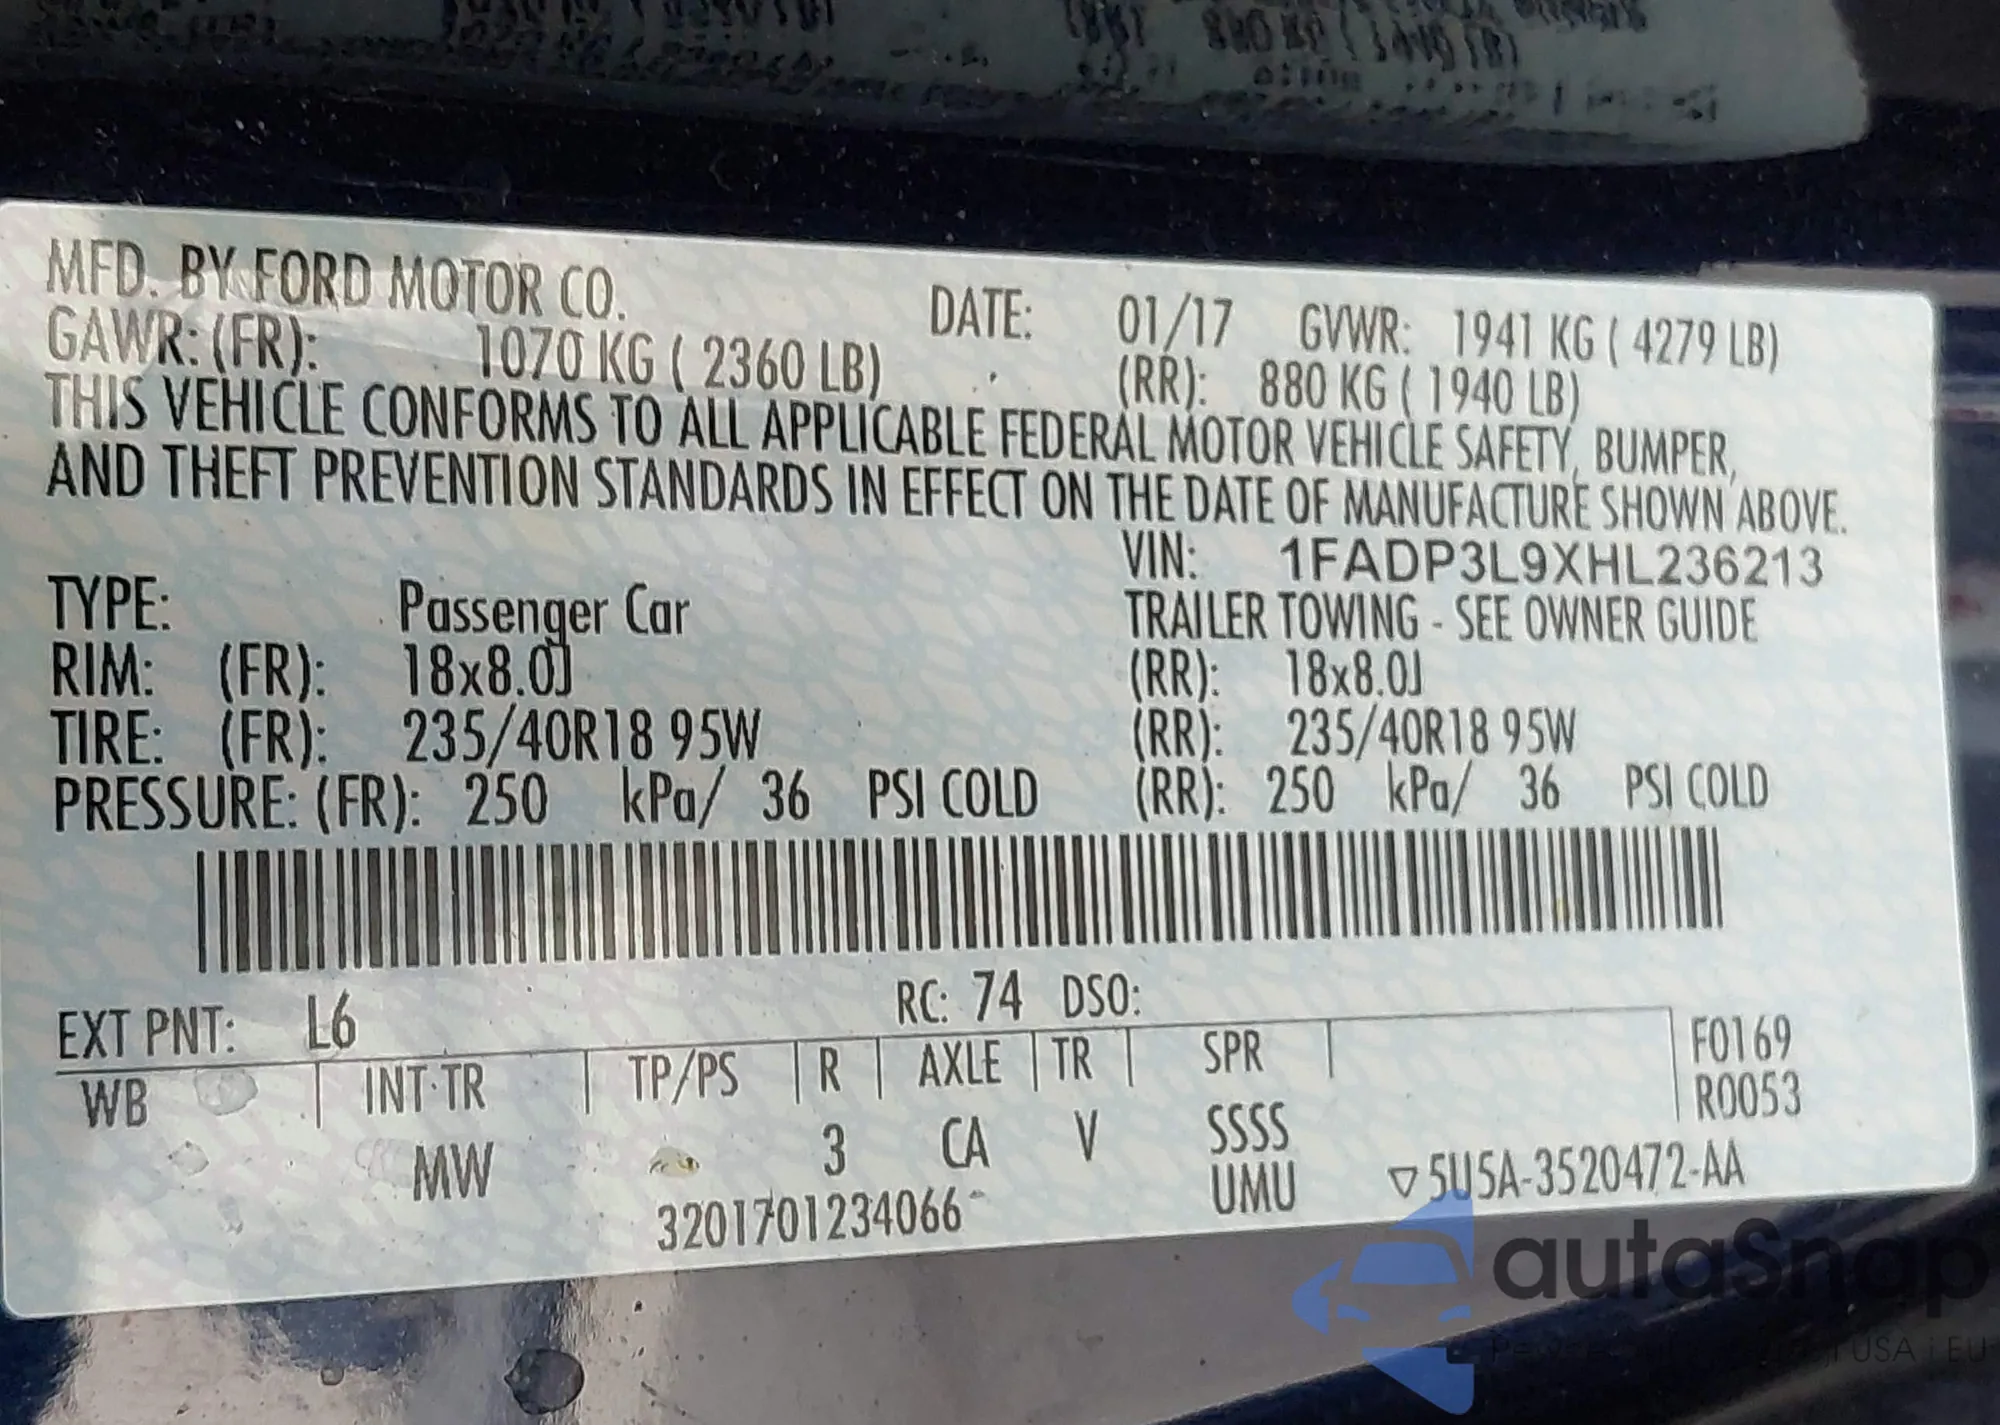 MFD. BY FORD MOTOR CO. DATE: 01/17 GVWR: 1941 KG ( 4279 LB)
GAWR: (FR): 1070 KG ( 2360 LB) (RR): 880 KG ( 1940 LB)
THIS VEHICLE CONFORMS TO ALL APPLICABLE FEDERAL MOTOR VEHICLE SAFETY, BUMPER,
AND THEFT PREVENTION STANDARDS IN EFFECT ON THE DATE OF MANUFACTURE SHOWN ABOVE.
VIN: 1FADP3L9XHL236213
TYPE: Passenger Car TRAILER TOWING - SEE OWNER GUIDE
RIM: (FR): 18x8.0J (RR): 18x8.0J
TIRE: (FR): 235/40R18 95W (RR): 235/40R18 95W
PRESSURE: (FR): 250 kPa/ 36 PSI COLD (RR): 250 kPa/ 36 PSI COLD
EXT PNT: L6 RC: 74 DSO:
WB INT TR TP/PS R AXLE TR SPR F0169
R0053
MW 3 CA V SSSS
UMU ▽5U5A-3520472-AA
3201701234066
autaSnap
USA i EU